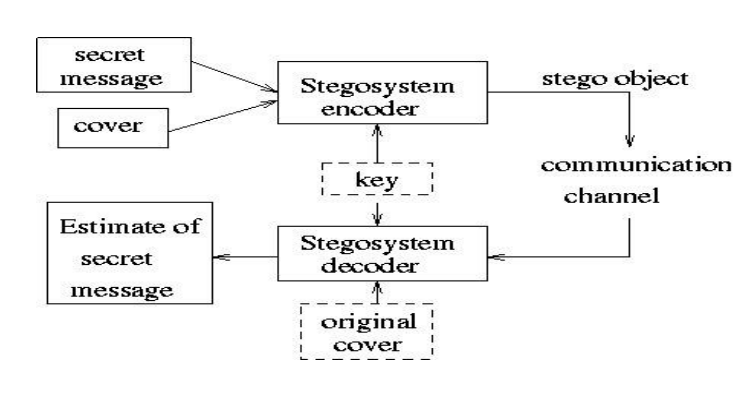 secret
message
cover
Stegosystem
encoder
stego object
communication
channel
key
Estimate of
secret
message
Stegosystem
decoder
original
cover